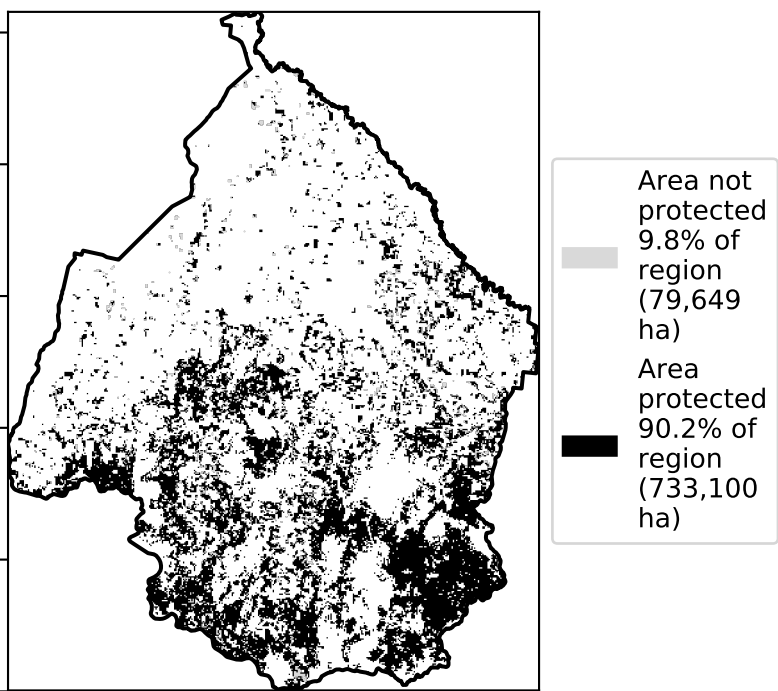 Area not
protected
9.8% of
region
(79,649
ha)
Area
protected
90.2% of
region
(733,100
ha)